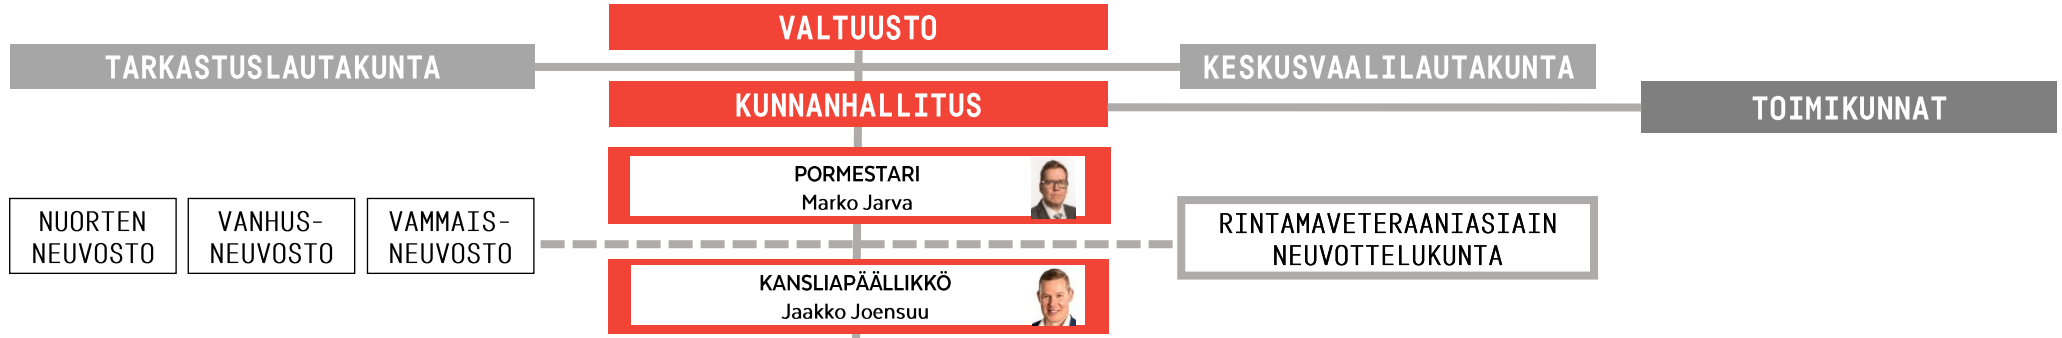 VALTUUSTO
TARKASTUSLAUTAKUNTA
KESKUSVAALILAUTAKUNTA
KUNNANHALLITUS
TOIMIKUNNAT
PORMESTARI
Marko Jarva
NUORTEN
NEUVOSTO
VANHUS-
NEUVOSTO
VAMMAIS-
NEUVOSTO
RINTAMAVETERAANIASIAIN
NEUVOTTELUKUNTA
KANSLIAPÄÄLLIKKÖ
Jaakko Joensuu